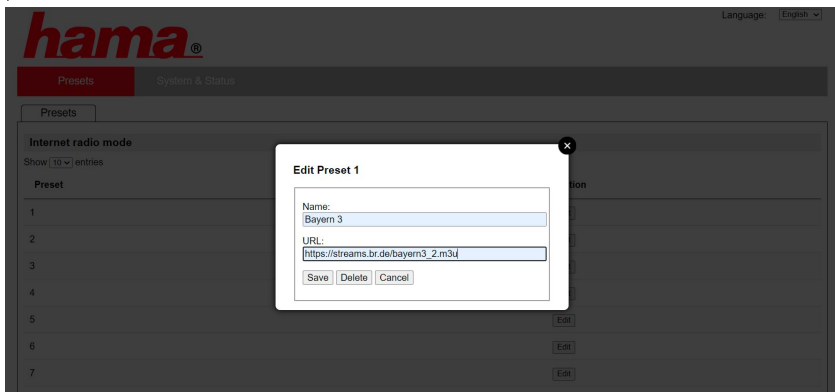 Language: English
hama®
Presets System & Status
Presets
Internet radio mode
Show 10 entries
Preset
1
2
3
4
5 Edit
6 Edit
7 Edit
Edit Preset 1
Name:
Bayern 3
URL:
https://streams.br.de/bayern3_2.m3u
Save Delete Cancel